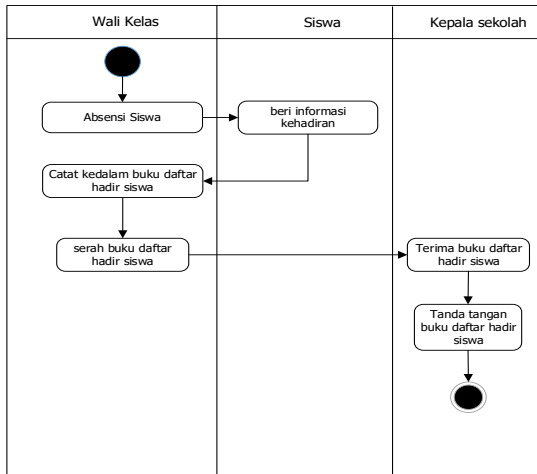 Wali Kelas
Siswa
Kepala sekolah
Absensi Siswa
beri informasi
kehadiran
Catat kedalam buku daftar
hadir siswa
serah buku daftar
hadir siswa
Terima buku daftar
hadir siswa
Tanda tangan
buku daftar hadir
siswa